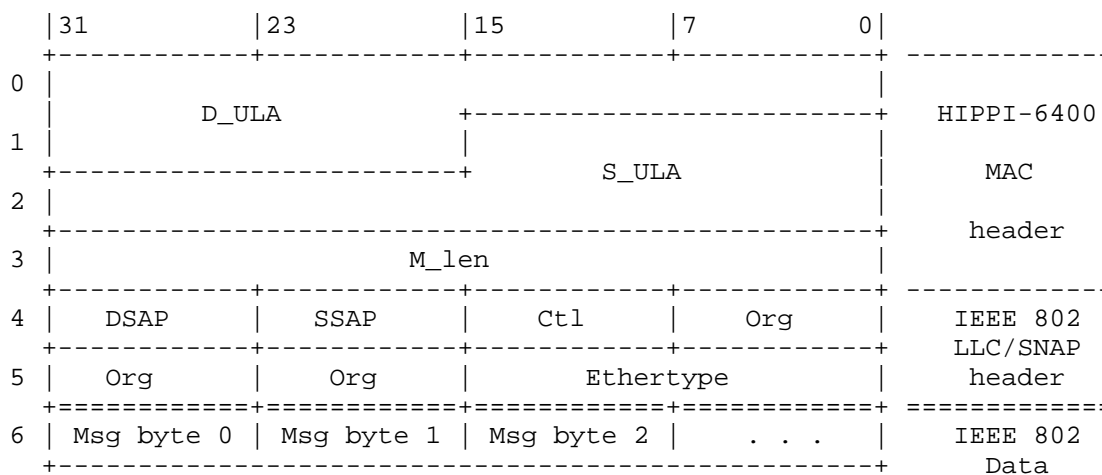 |31 |23 |15 |7 0|
+------------+------------+------------+------------+ ------------
0 | |
| D_ULA +-------------------------+ HIPPI-6400
1 | | |
+-------------------------+ S_ULA | MAC
2 | |
+---------------------------------------------------+ header
3 | M_len |
+------------+------------+------------+------------+ ------------
4 | DSAP | SSAP | Ctl | Org | IEEE 802
+------------+------------+------------+------------+ LLC/SNAP
5 | Org | Org | Ethertype | header
+============+============+============+============+ ============
6 | Msg byte 0 | Msg byte 1 | Msg byte 2 | . . . | IEEE 802
+---------------------------------------------------+ Data